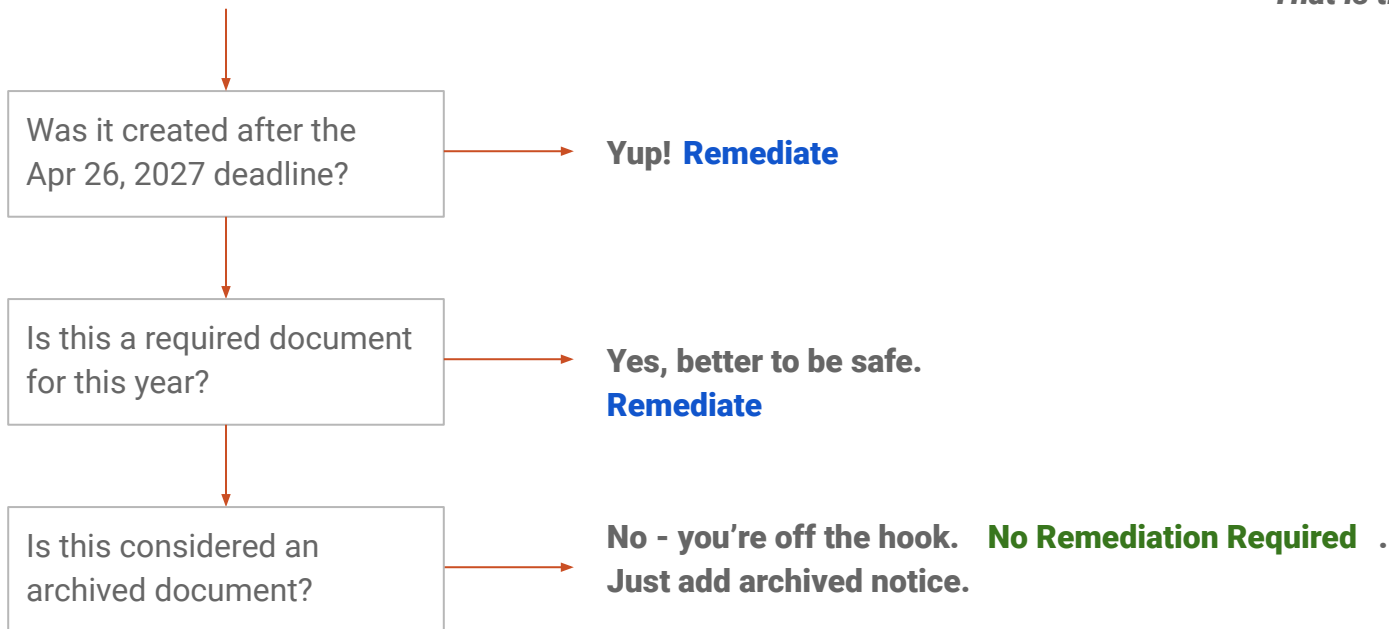 That is
Was it created after the
Apr 26, 2027 deadline?
Yup! Remediate
Is this a required document
for this year?
Yes, better to be safe.
Remediate
Is this considered an
archived document?
No - you’re off the hook. No Remediation Required .
Just add archived notice.